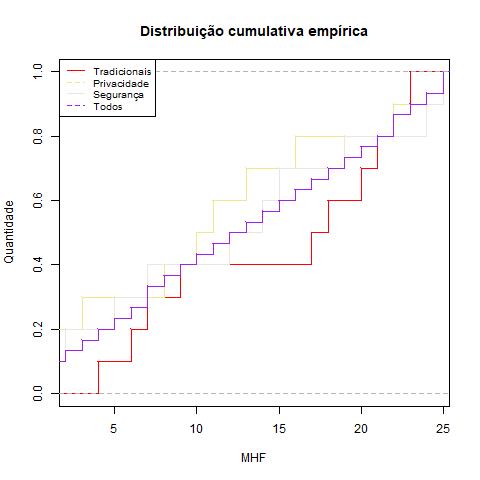 Distribuição cumulativa empírica
Tradicionais
Privacidade
Segurança
Todos
Quantidade
1.0
0.8
0.6
0.4
0.2
0.0
5 10 15 20 25
MHF